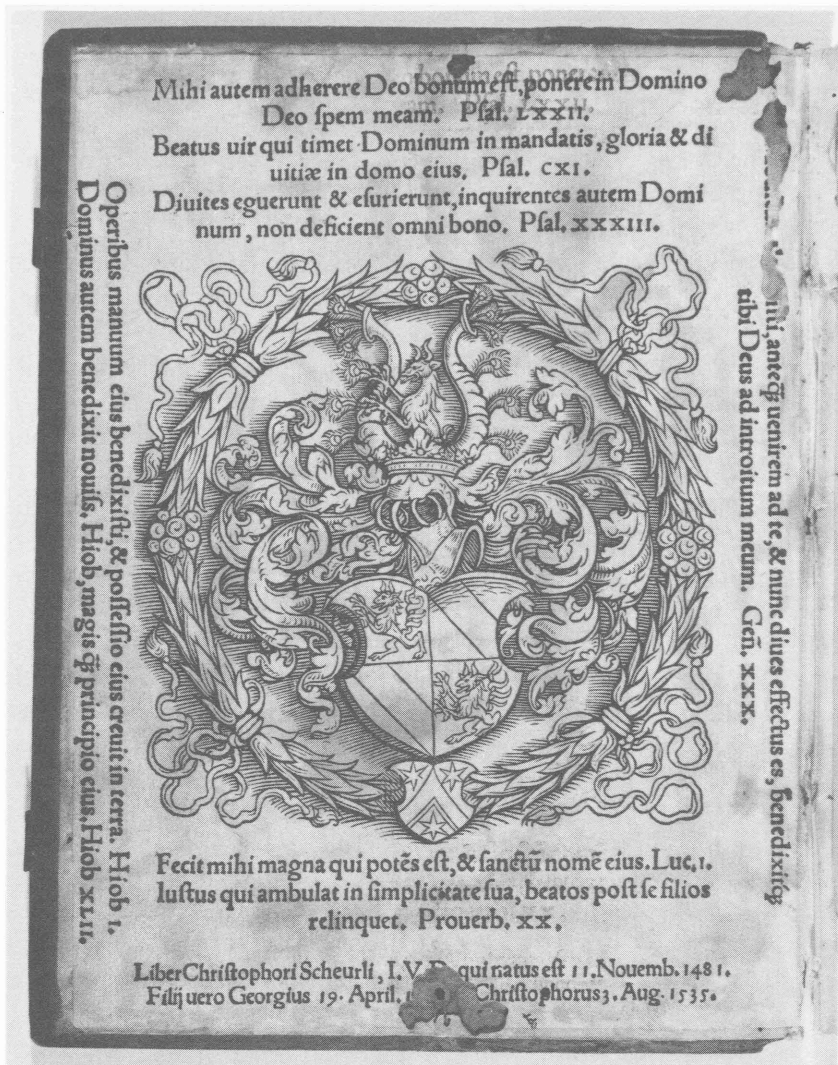 Mihi autem adherere Deo bonum eſt, ponere in Domino
Deo ſpem meam. Pſal. LXXII.
Beatus uir qui timet Dominum in mandatis, gloria & di
uitiæ in domo eius. Pſal. CXI.
Diuites eguerunt & eſurierunt, inquirentes autem Domi
num, non deficient omni bono. Pſal. XXXIII.
Operibus manuum eius benedixiſti, & poſſeſſio eius creuit in terra. Hiob I.
Dominus autem benedixit nouiſs. Hiob, magis q̃ꝫ principio eius. Hiob XLII.
anteq̃ꝫ uenirem ad te, & nunc diues effectus es, benedixitq́ꝫ
tibi Deus ad introitum meum. Geñ. XXX.
Fecit mihi magna qui potẽs eſt, & ſanctũ nomẽ eius. Luc. 1.
Iuſtus qui ambulat in ſimplicitate ſua, beatos poſt ſe filios
relinquet. Prouerb. XX.
Liber Chriſtophori Scheurli, I. V. D. qui natus eſt 11. Nouemb. 1481.
Filij uero Georgius 19. April. Chriſtophorus 3. Aug. 1535.